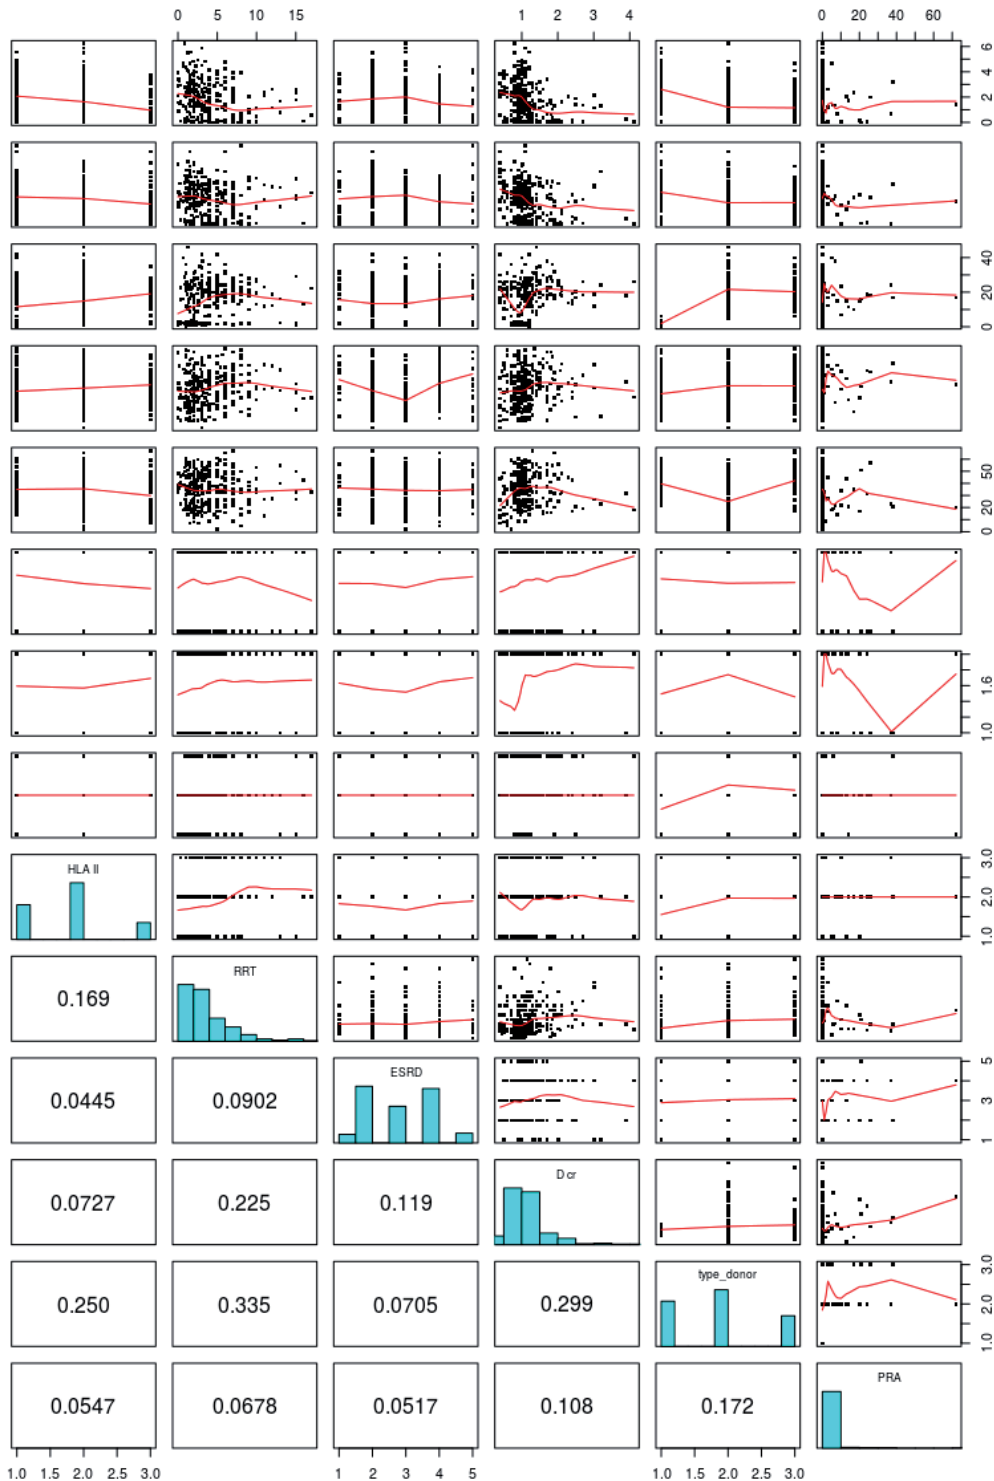 0 5 10 15 1 2 3 4 0 20 40 60
0 1 2 4 6
0 10 20 40
0 20 50
1.0 1.6
HLA II 1.0 2.0 3.0
0.169 RRT
0.0445 0.0902 ESRD 1 3 5
0.0727 0.225 0.119 D cr
0.250 0.335 0.0705 0.299 type_donor 1.0 2.0 3.0
0.0547 0.0678 0.0517 0.108 0.172 PRA
1.0 1.5 2.0 2.5 3.0 1 2 3 4 5 1.0 1.5 2.0 2.5 3.0